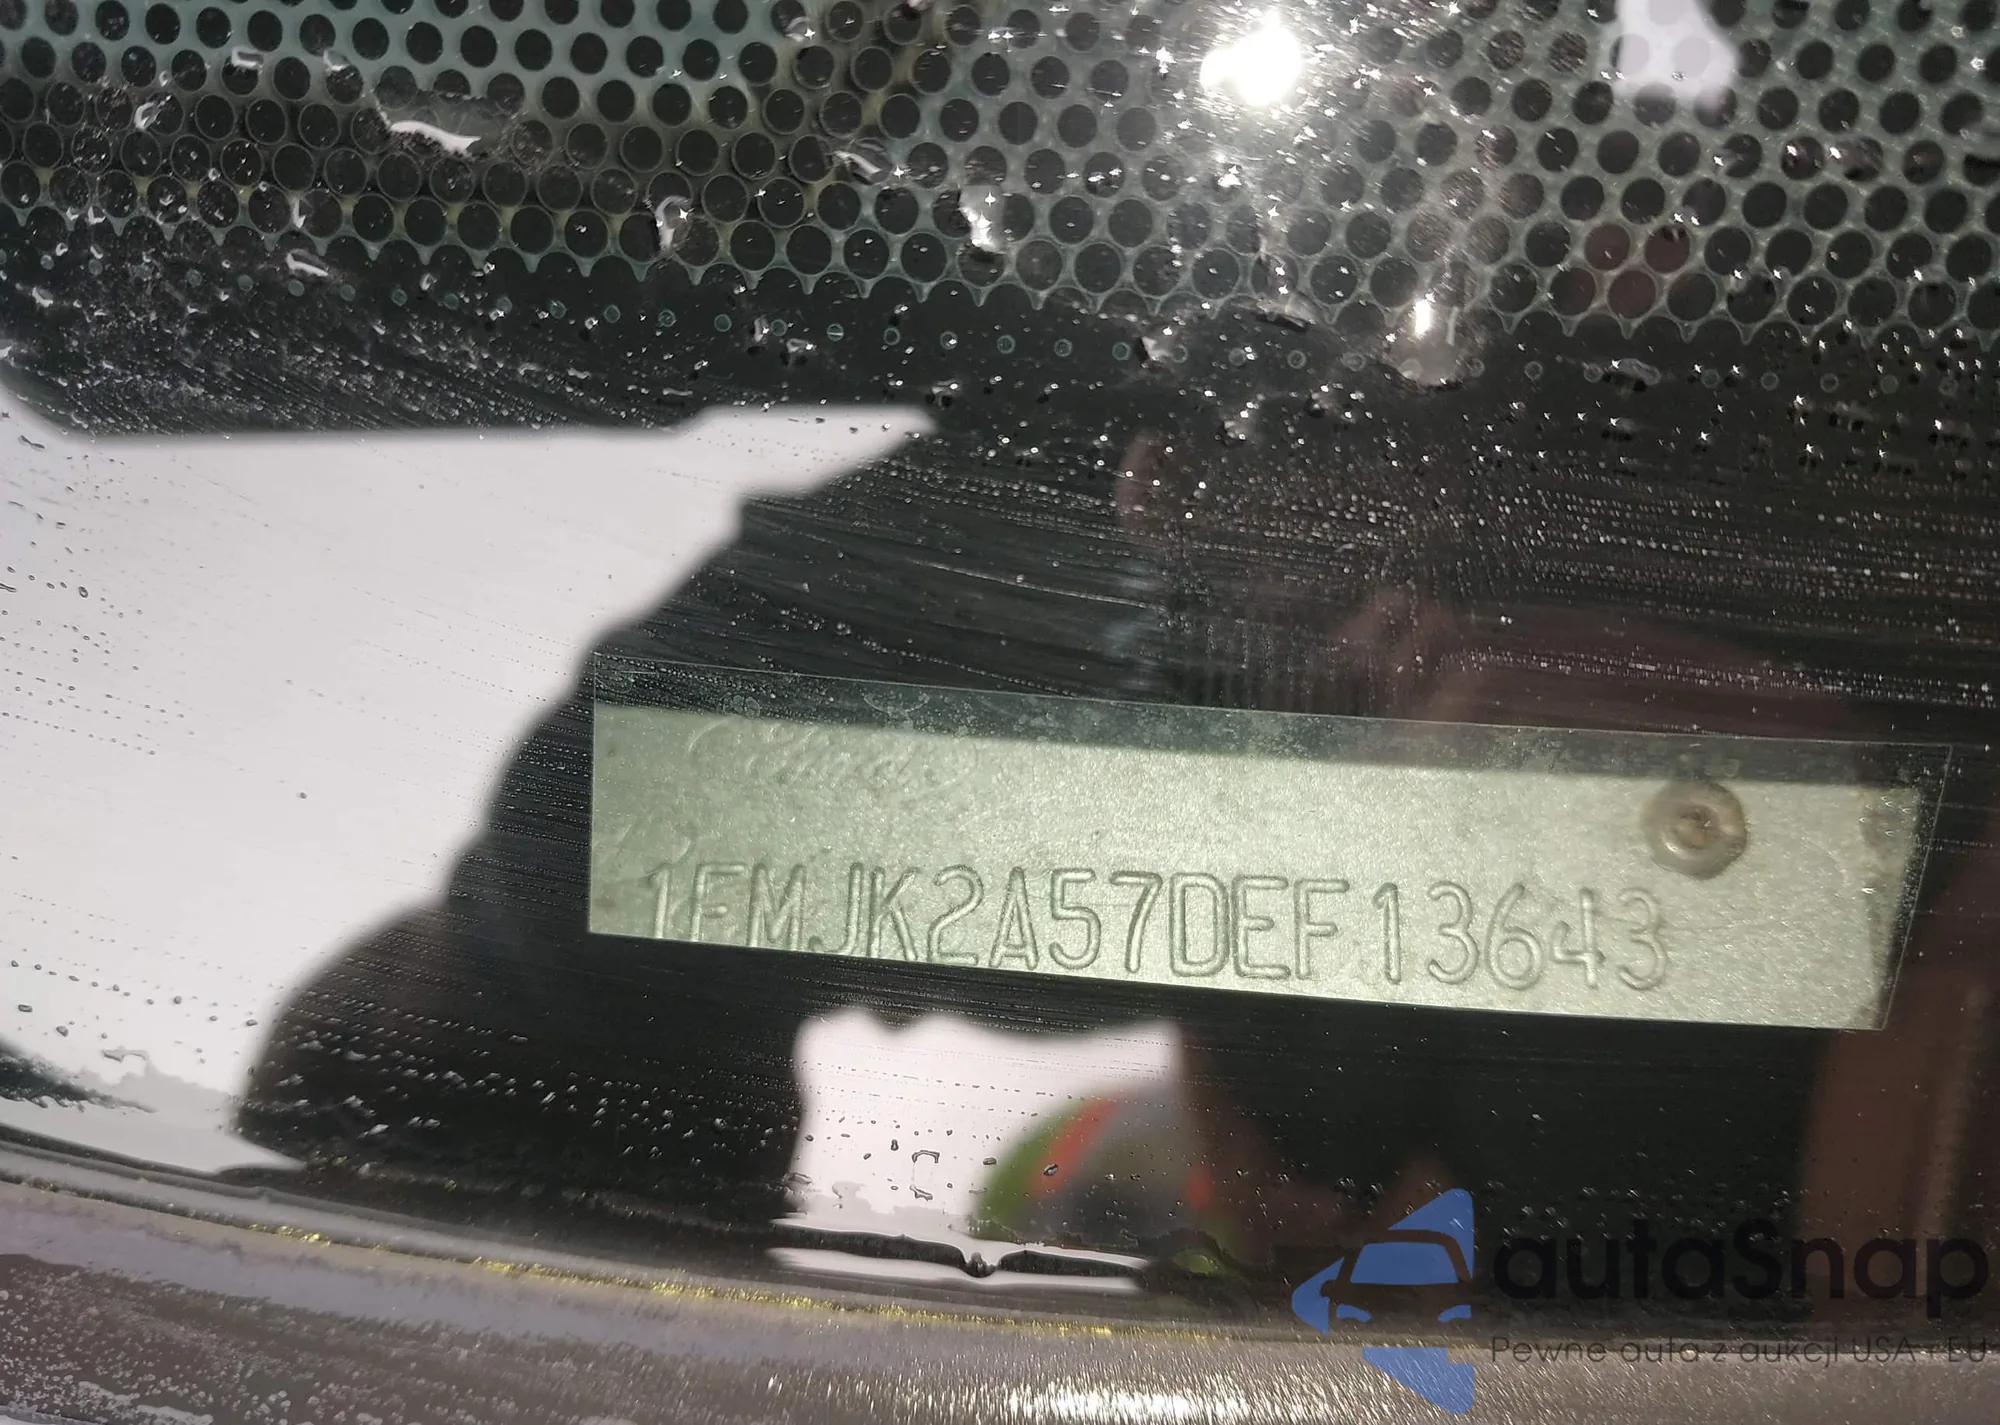 1FMJK2A57DEF13643
autaSnap
Pewne auta z aukcji USA i EU